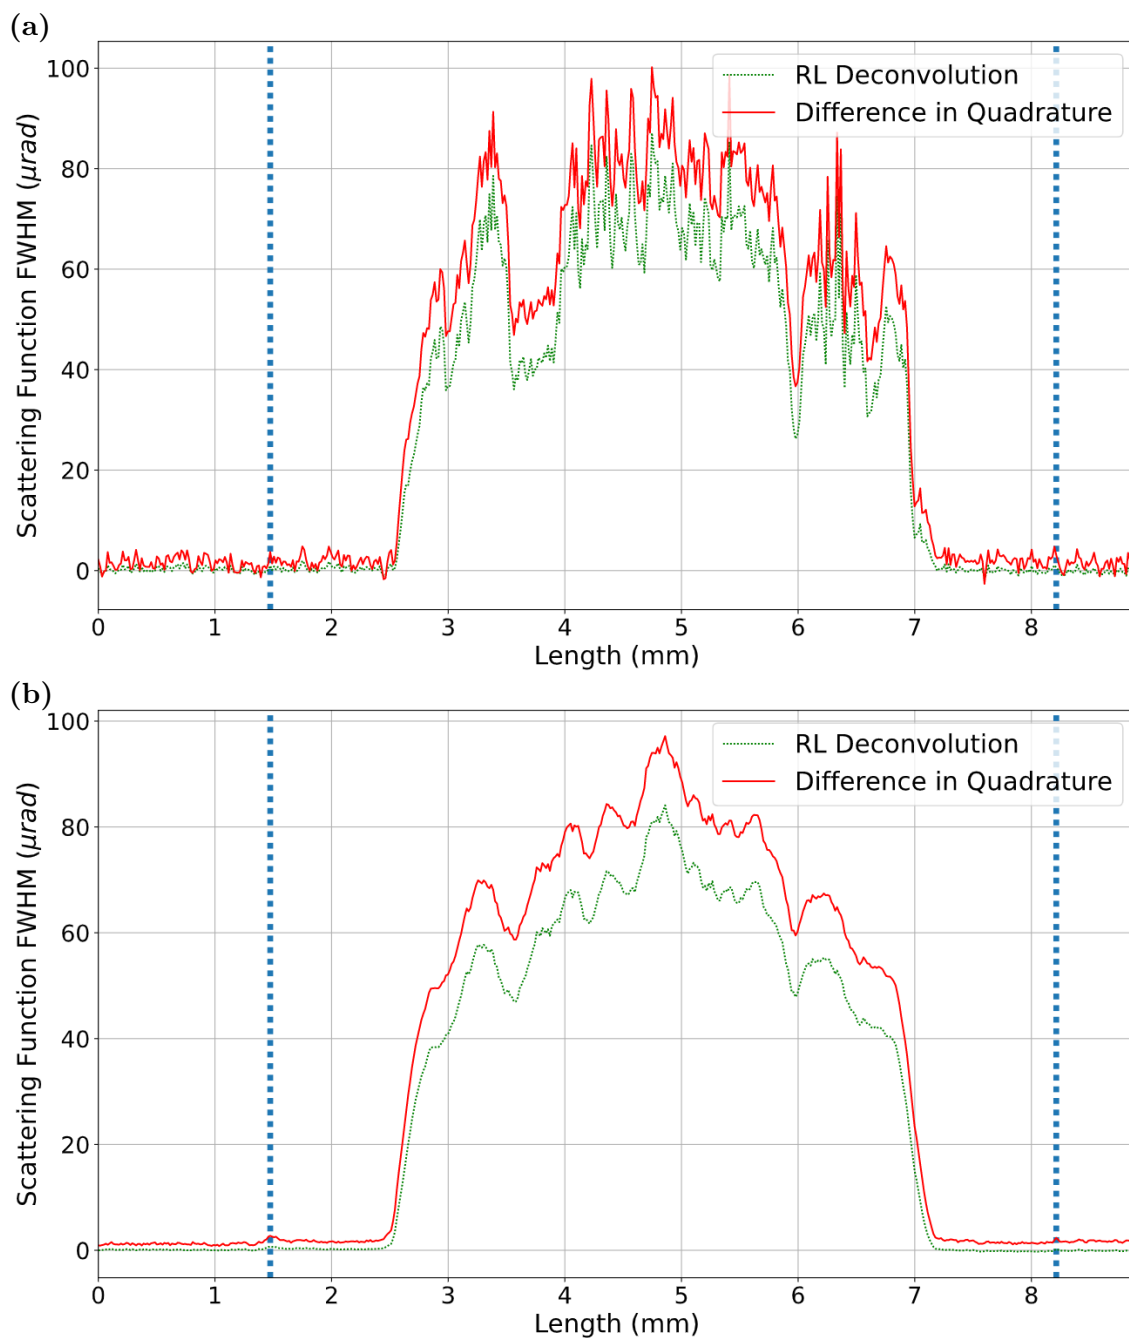 (a)
100
80
60
40
20
0
Scattering Function FWHM (μrad)
RL Deconvolution
Difference in Quadrature
0 1 2 3 4 5 6 7 8
Length (mm)
(b)
100
80
60
40
20
0
Scattering Function FWHM (μrad)
RL Deconvolution
Difference in Quadrature
0 1 2 3 4 5 6 7 8
Length (mm)